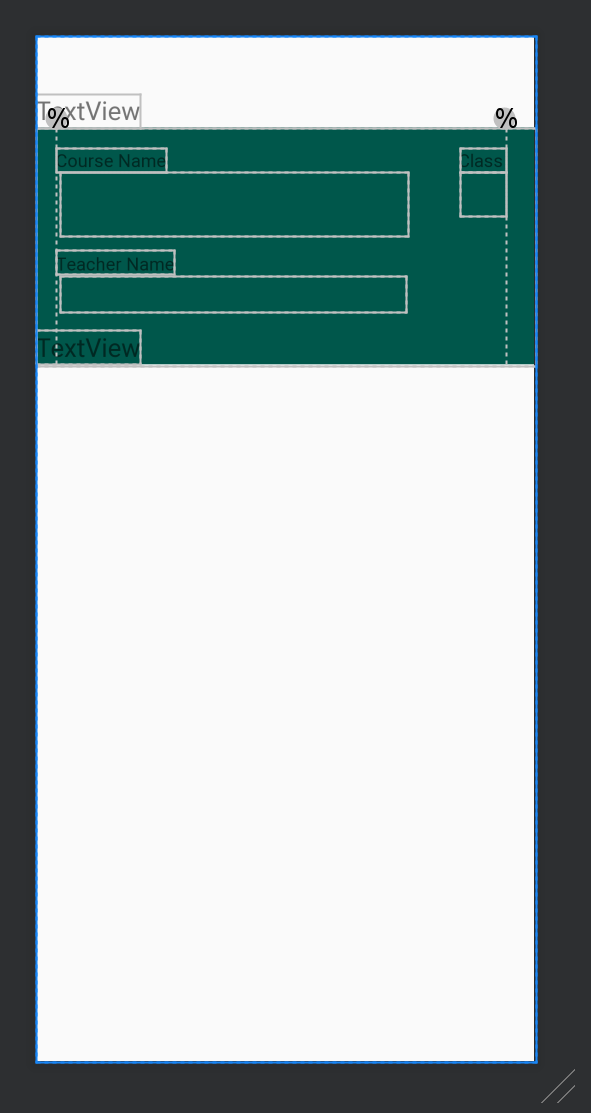 TextView
% %
Course Name Class
Teacher Name
TextView